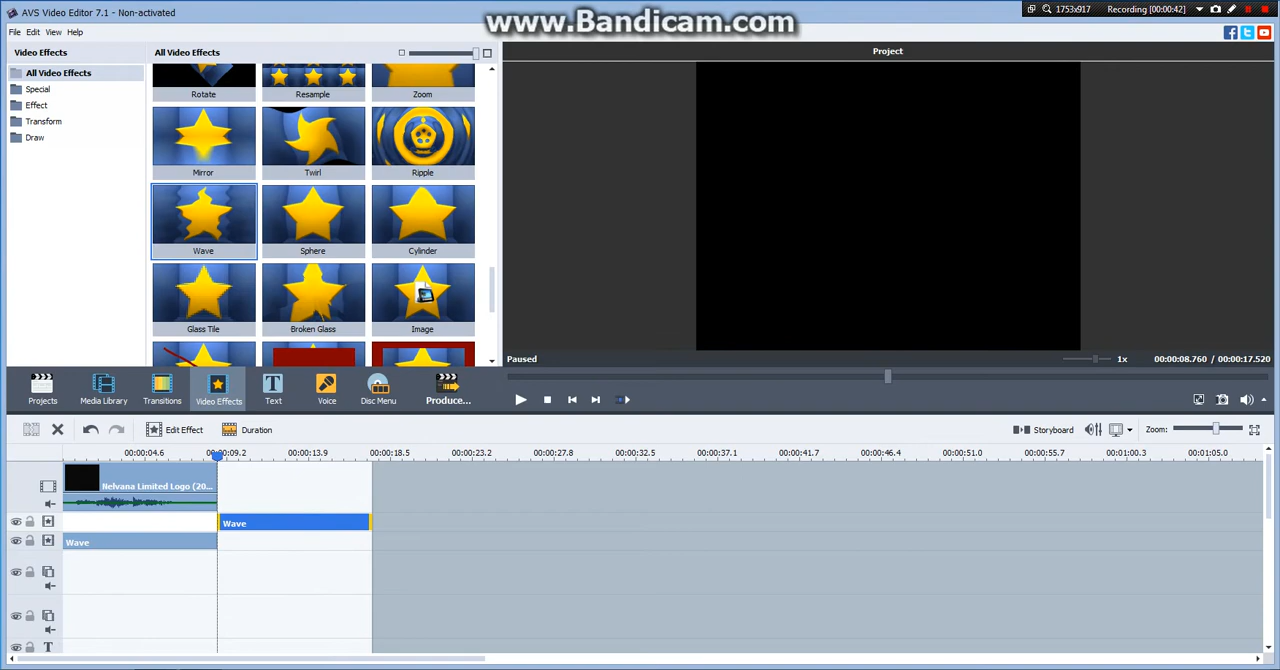 AVS Video Editor 7.1 - Non-activated
www.Bandicam.com
1753x917
Recording [00:00:42]
File Edit View Help
Video Effects
All Video Effects
Project
All Video Effects
Special
Effect
Transform
Draw
Rotate
Resample
Zoom
Mirror
Twirl
Ripple
Wave
Sphere
Cylinder
Glass Tile
Broken Glass
Image
Paused
1x
00:00:08.760 / 00:00:17.520
Projects
Media Library
Transitions
Video Effects
Text
Voice
Disc Menu
Produce...
Edit Effect
Duration
Storyboard
Zoom:
00:00:04.6 00:00:09.2 00:00:13.9 00:00:18.5 00:00:23.2 00:00:27.8 00:00:32.5 00:00:37.1 00:00:41.8 00:00:46.4 00:00:51.0 00:00:55.7 00:01:00.3 00:01:05.0
Nelvana Limited Logo (20...
Wave
Wave